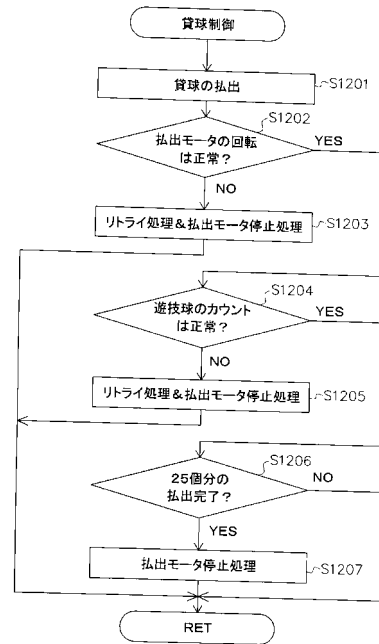 貸球制御
貸球の払出
S1201
S1202
払出モータの回転
は正常?
YES
NO
リトライ処理&払出モータ停止処理
S1203
S1204
遊技球のカウント
は正常?
YES
NO
リトライ処理&払出モータ停止処理
S1205
S1206
25個分の
払出完了?
NO
YES
払出モータ停止処理
S1207
RET